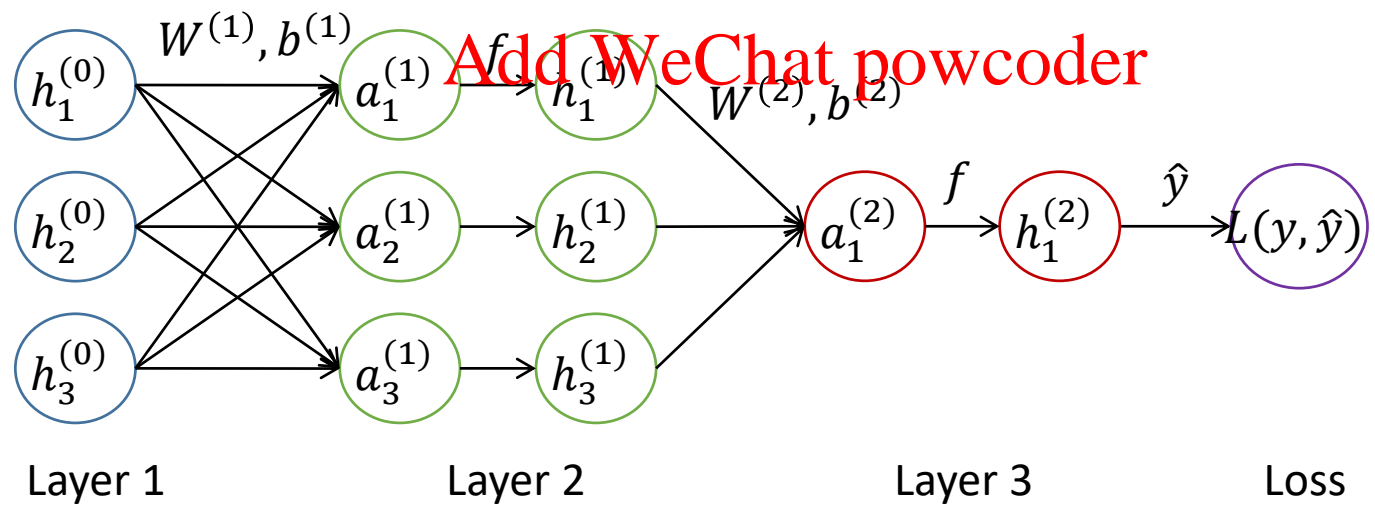 W^(1), b^(1)
Add WeChat powcoder
h_1^(0) a_1^(1) f h_1^(1)
W^(2), b^(2)
f ŷ
h_2^(0) a_2^(1) h_2^(1) a_1^(2) h_1^(2) L(y, ŷ)
h_3^(0) a_3^(1) h_3^(1)
Layer 1 Layer 2 Layer 3 Loss